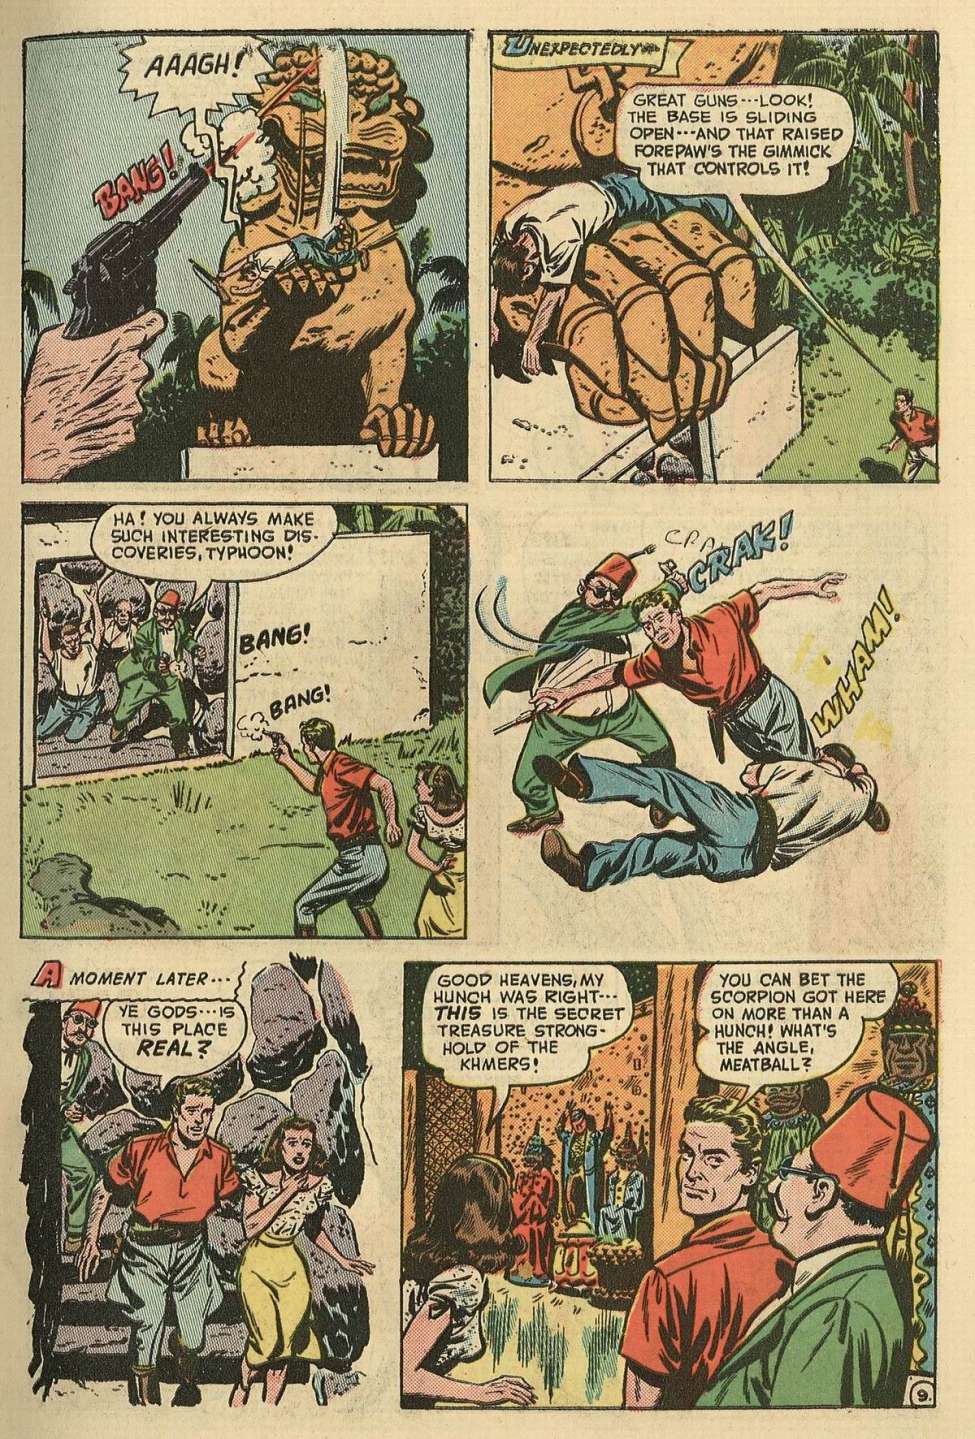 AAAGH!
BANG!
UNEXPECTEDLY--
GREAT GUNS---LOOK!
THE BASE IS SLIDING
OPEN---AND THAT RAISED
FOREPAW'S THE GIMMICK
THAT CONTROLS IT!
HA! YOU ALWAYS MAKE
SUCH INTERESTING DIS-
COVERIES, TYPHOON!
BANG!
BANG!
CRAK!
WHAM!
A MOMENT LATER---
YE GODS---IS
THIS PLACE
REAL?
GOOD HEAVENS, MY
HUNCH WAS RIGHT---
THIS IS THE SECRET
TREASURE STRONG-
HOLD OF THE
KHMERS!
YOU CAN BET THE
SCORPION GOT HERE
ON MORE THAN A
HUNCH! WHAT'S
THE ANGLE,
MEATBALL?
9.